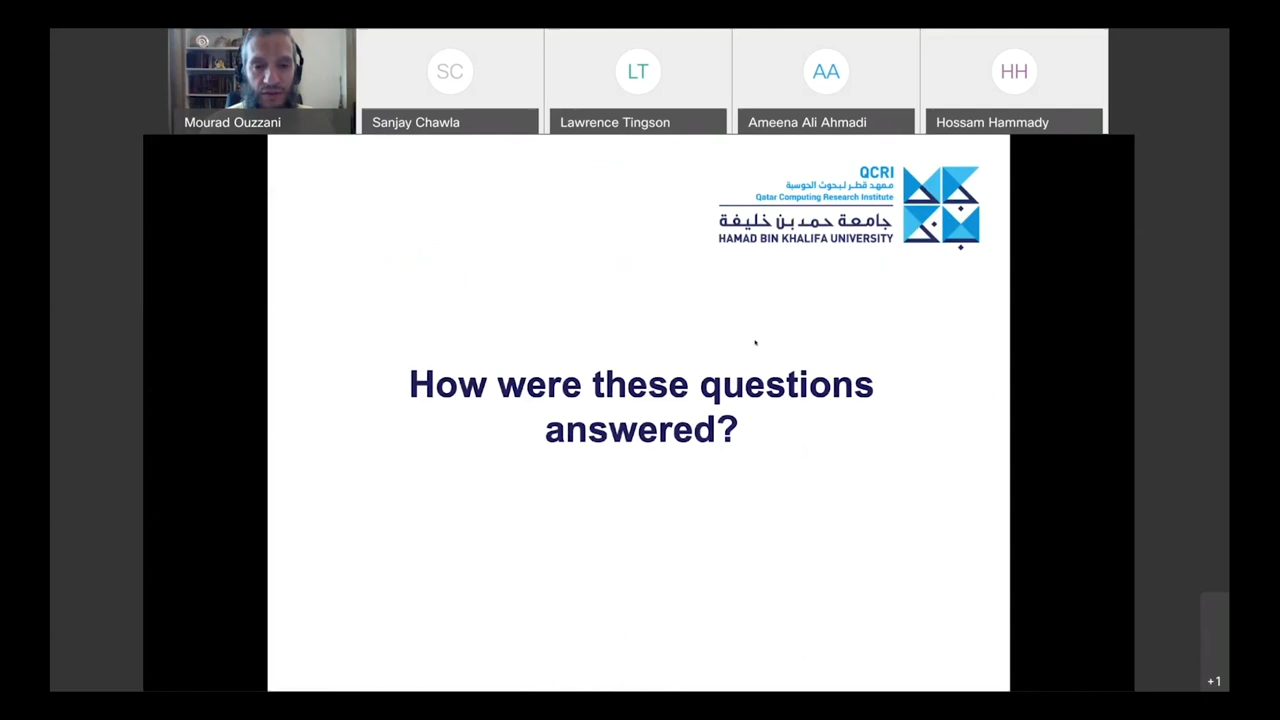 Mourad Ouzzani
SC
Sanjay Chawla
LT
Lawrence Tingson
AA
Ameena Ali Ahmadi
HH
Hossam Hammady
QCRI
معهد قطر لبحوث الحوسبة
Qatar Computing Research Institute
جامعة حمد بن خليفة
HAMAD BIN KHALIFA UNIVERSITY
How were these questions
answered?
+1